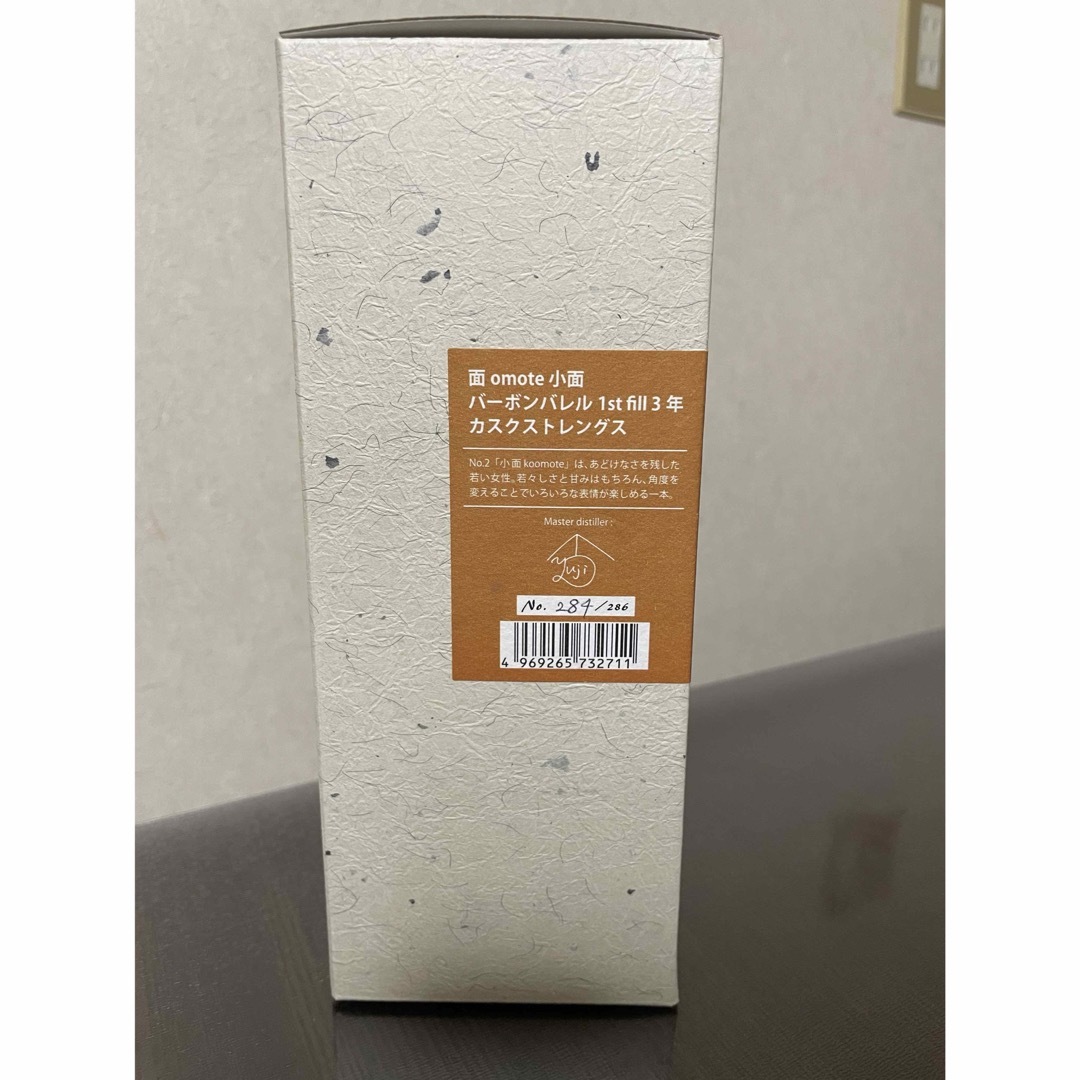 面 omote 小面
バーボンバレル 1st fill 3 年
カスクストレングス
No.2「小面 koomote」は、あどけなさを残した
若い女性。若々しさと甘みはもちろん、角度を
変えることでいろいろな表情が楽しめる一本。
Master distiller :
Yuji
No. 284/286
4 969265 732711